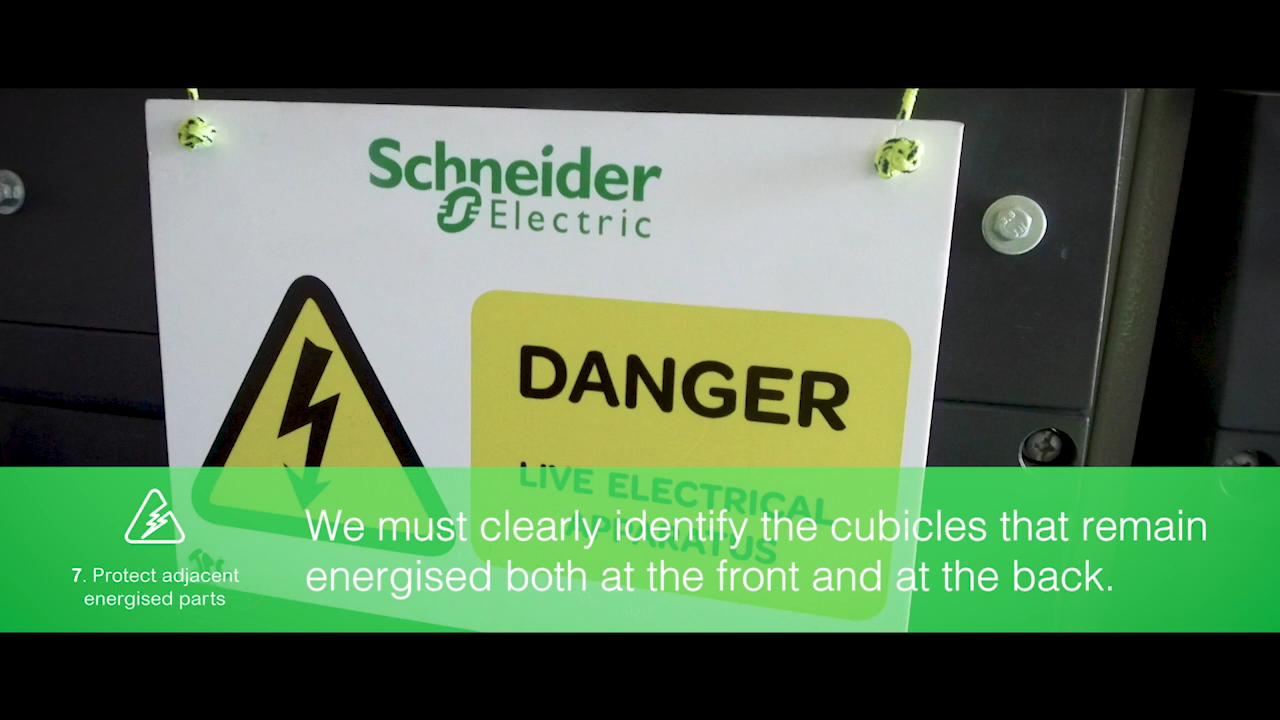 Schneider
Electric
DANGER
LIVE ELECTRICAL
APPARATUS
We must clearly identify the cubicles that remain
energised both at the front and at the back.
7. Protect adjacent
energised parts